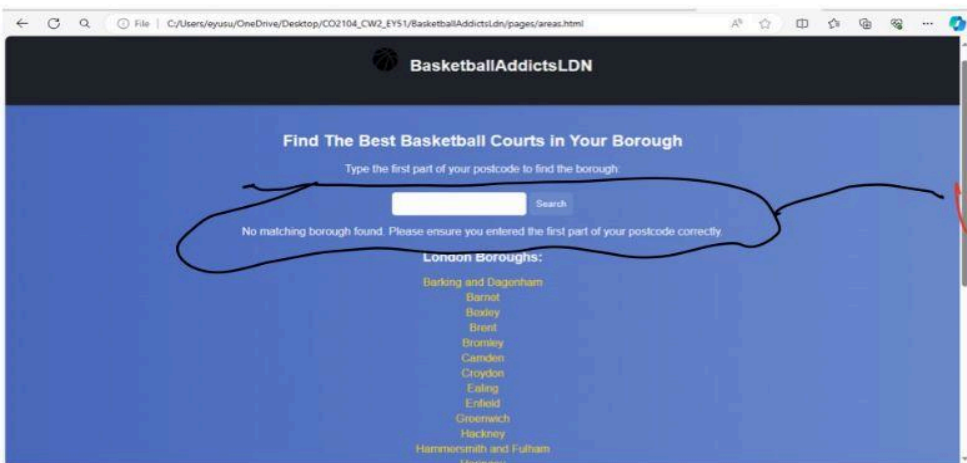 File | C:/Users/eyusu/OneDrive/Desktop/CO2104_CW2_EY51/BasketballAddictsLdn/pages/areas.html
BasketballAddictsLDN
Find The Best Basketball Courts in Your Borough
Type the first part of your postcode to find the borough:
Search
No matching borough found. Please ensure you entered the first part of your postcode correctly.
London Boroughs:
Barking and Dagenham
Barnet
Bexley
Brent
Bromley
Camden
Croydon
Ealing
Enfield
Greenwich
Hackney
Hammersmith and Fulham